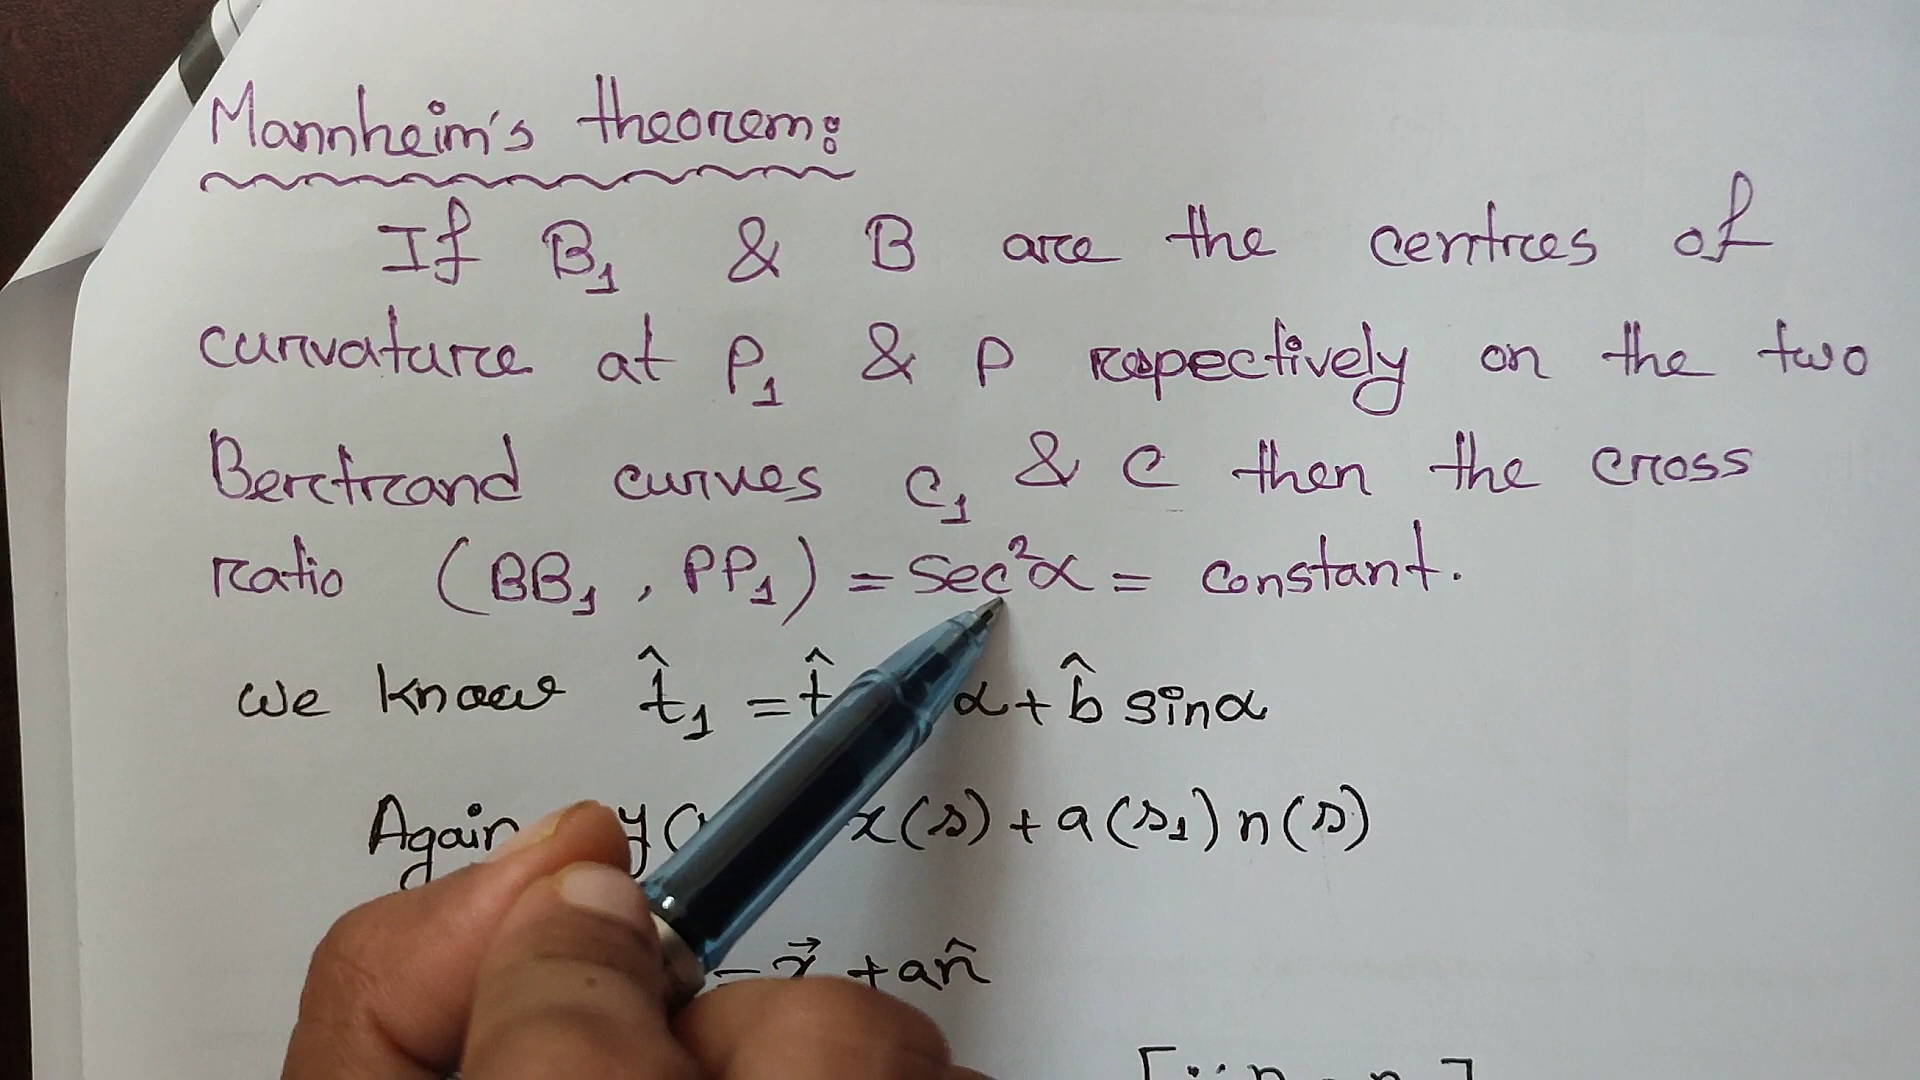 Mannheim's theorem:
If B₁ & B are the centres of
curvature at P₁ & P respectively on the two
Bertrand curves C₁ & C then the cross
ratio (BB₁, PP₁) = sec²α = constant.
we know t̂₁ = t̂ α + b̂ sinα
Again y( x(s) + a(s₁) n(s)
= x⃗ + an̂